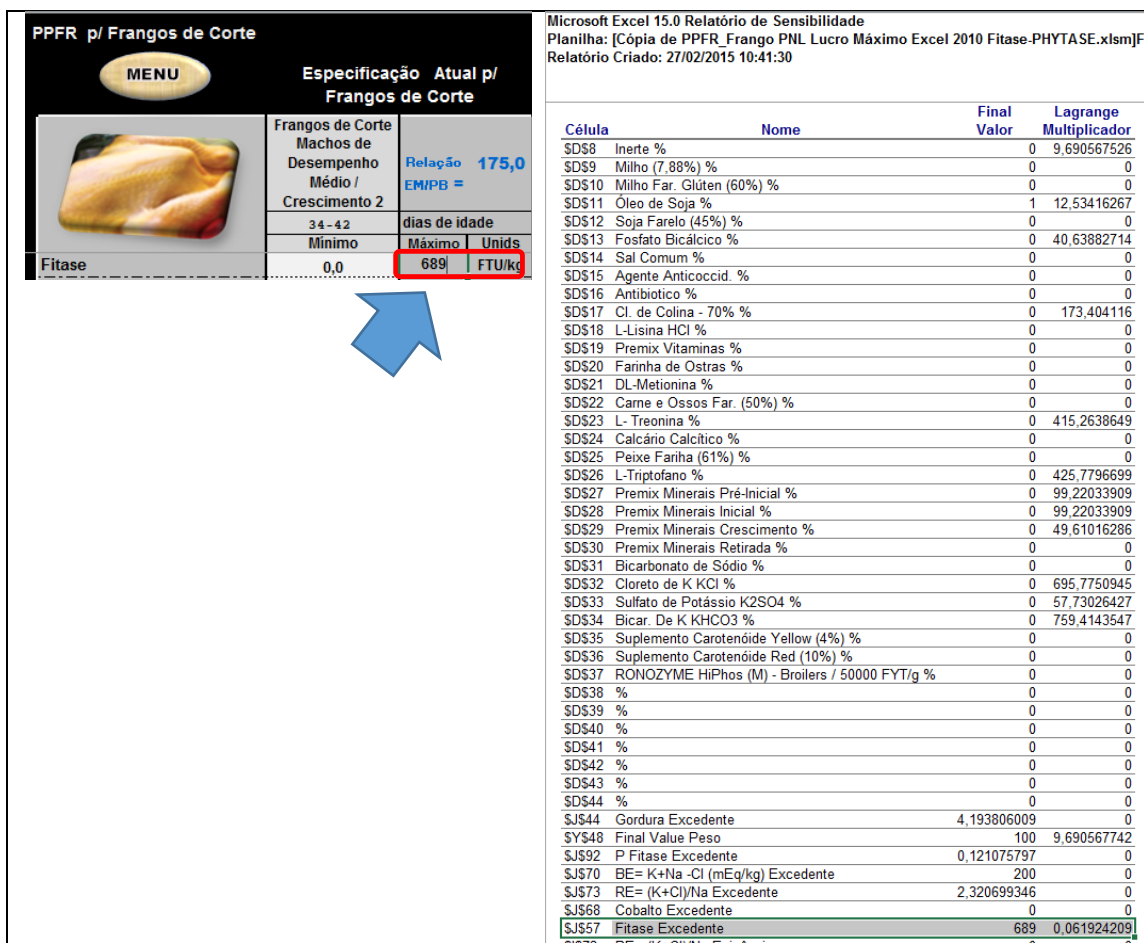 PPFR p/ Frangos de Corte
MENU
Especificação Atual p/
Frangos de Corte
Frangos de Corte
Machos de
Desempenho
Médio /
Crescimento 2
Relação 175,0
EM/PB =
34-42 dias de idade
Mínimo Máximo Unids
Fitase 0,0 689 FTU/kg
Microsoft Excel 15.0 Relatório de Sensibilidade
Planilha: [Cópia de PPFR_Frango PNL Lucro Máximo Excel 2010 Fitase-PHYTASE.xlsm]F
Relatório Criado: 27/02/2015 10:41:30
Final Lagrange
Célula Nome Valor Multiplicador
$D$8 Inerte % 0 9,690567526
$D$9 Milho (7,88%) % 0 0
$D$10 Milho Far. Glúten (60%) % 0 0
$D$11 Óleo de Soja % 1 12,53416267
$D$12 Soja Farelo (45%) % 0 0
$D$13 Fosfato Bicálcico % 0 40,63882714
$D$14 Sal Comum % 0 0
$D$15 Agente Anticoccid. % 0 0
$D$16 Antibiotico % 0 0
$D$17 Cl. de Colina - 70% % 0 173,404116
$D$18 L-Lisina HCl % 0 0
$D$19 Premix Vitaminas % 0 0
$D$20 Farinha de Ostras % 0 0
$D$21 DL-Metionina % 0 0
$D$22 Carne e Ossos Far. (50%) % 0 0
$D$23 L- Treonina % 0 415,2638649
$D$24 Calcário Calcítico % 0 0
$D$25 Peixe Fariha (61%) % 0 0
$D$26 L-Triptofano % 0 425,7796699
$D$27 Premix Minerais Pré-Inicial % 0 99,22033909
$D$28 Premix Minerais Inicial % 0 99,22033909
$D$29 Premix Minerais Crescimento % 0 49,61016286
$D$30 Premix Minerais Retirada % 0 0
$D$31 Bicarbonato de Sódio % 0 0
$D$32 Cloreto de K KCl % 0 695,7750945
$D$33 Sulfato de Potássio K2SO4 % 0 57,73026427
$D$34 Bicar. De K KHCO3 % 0 759,4143547
$D$35 Suplemento Carotenóide Yellow (4%) % 0 0
$D$36 Suplemento Carotenóide Red (10%) % 0 0
$D$37 RONOZYME HiPhos (M) - Broilers / 50000 FYT/g % 0 0
$D$38 % 0 0
$D$39 % 0 0
$D$40 % 0 0
$D$41 % 0 0
$D$42 % 0 0
$D$43 % 0 0
$D$44 % 0 0
$J$44 Gordura Excedente 4,193806009 0
$Y$48 Final Value Peso 100 9,690567742
$J$92 P Fitase Excedente 0,121075797 0
$J$70 BE= K+Na -Cl (mEq/kg) Excedente 200 0
$J$73 RE= (K+Cl)/Na Excedente 2,320699346 0
$J$68 Cobalto Excedente 0 0
$J$57 Fitase Excedente 689 0,061924209